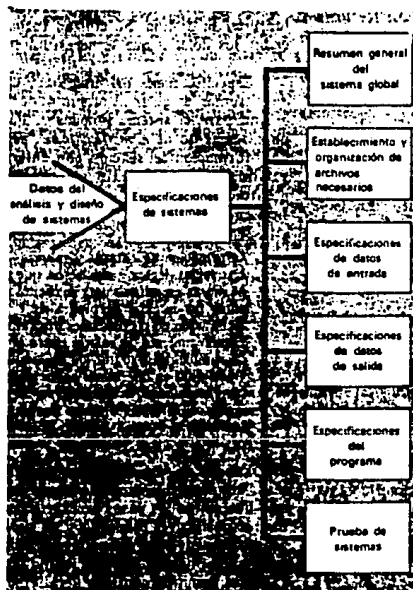 Datos del
análisis y diseño
de sistemas
Especificaciones
de sistemas
Resumen general
del
sistema global
Establecimiento y
organización de
archivos
necesarios
Especificaciones
de datos
de entrada
Especificaciones
de datos
de salida
Especificaciones
del
programa
Prueba de
sistemas